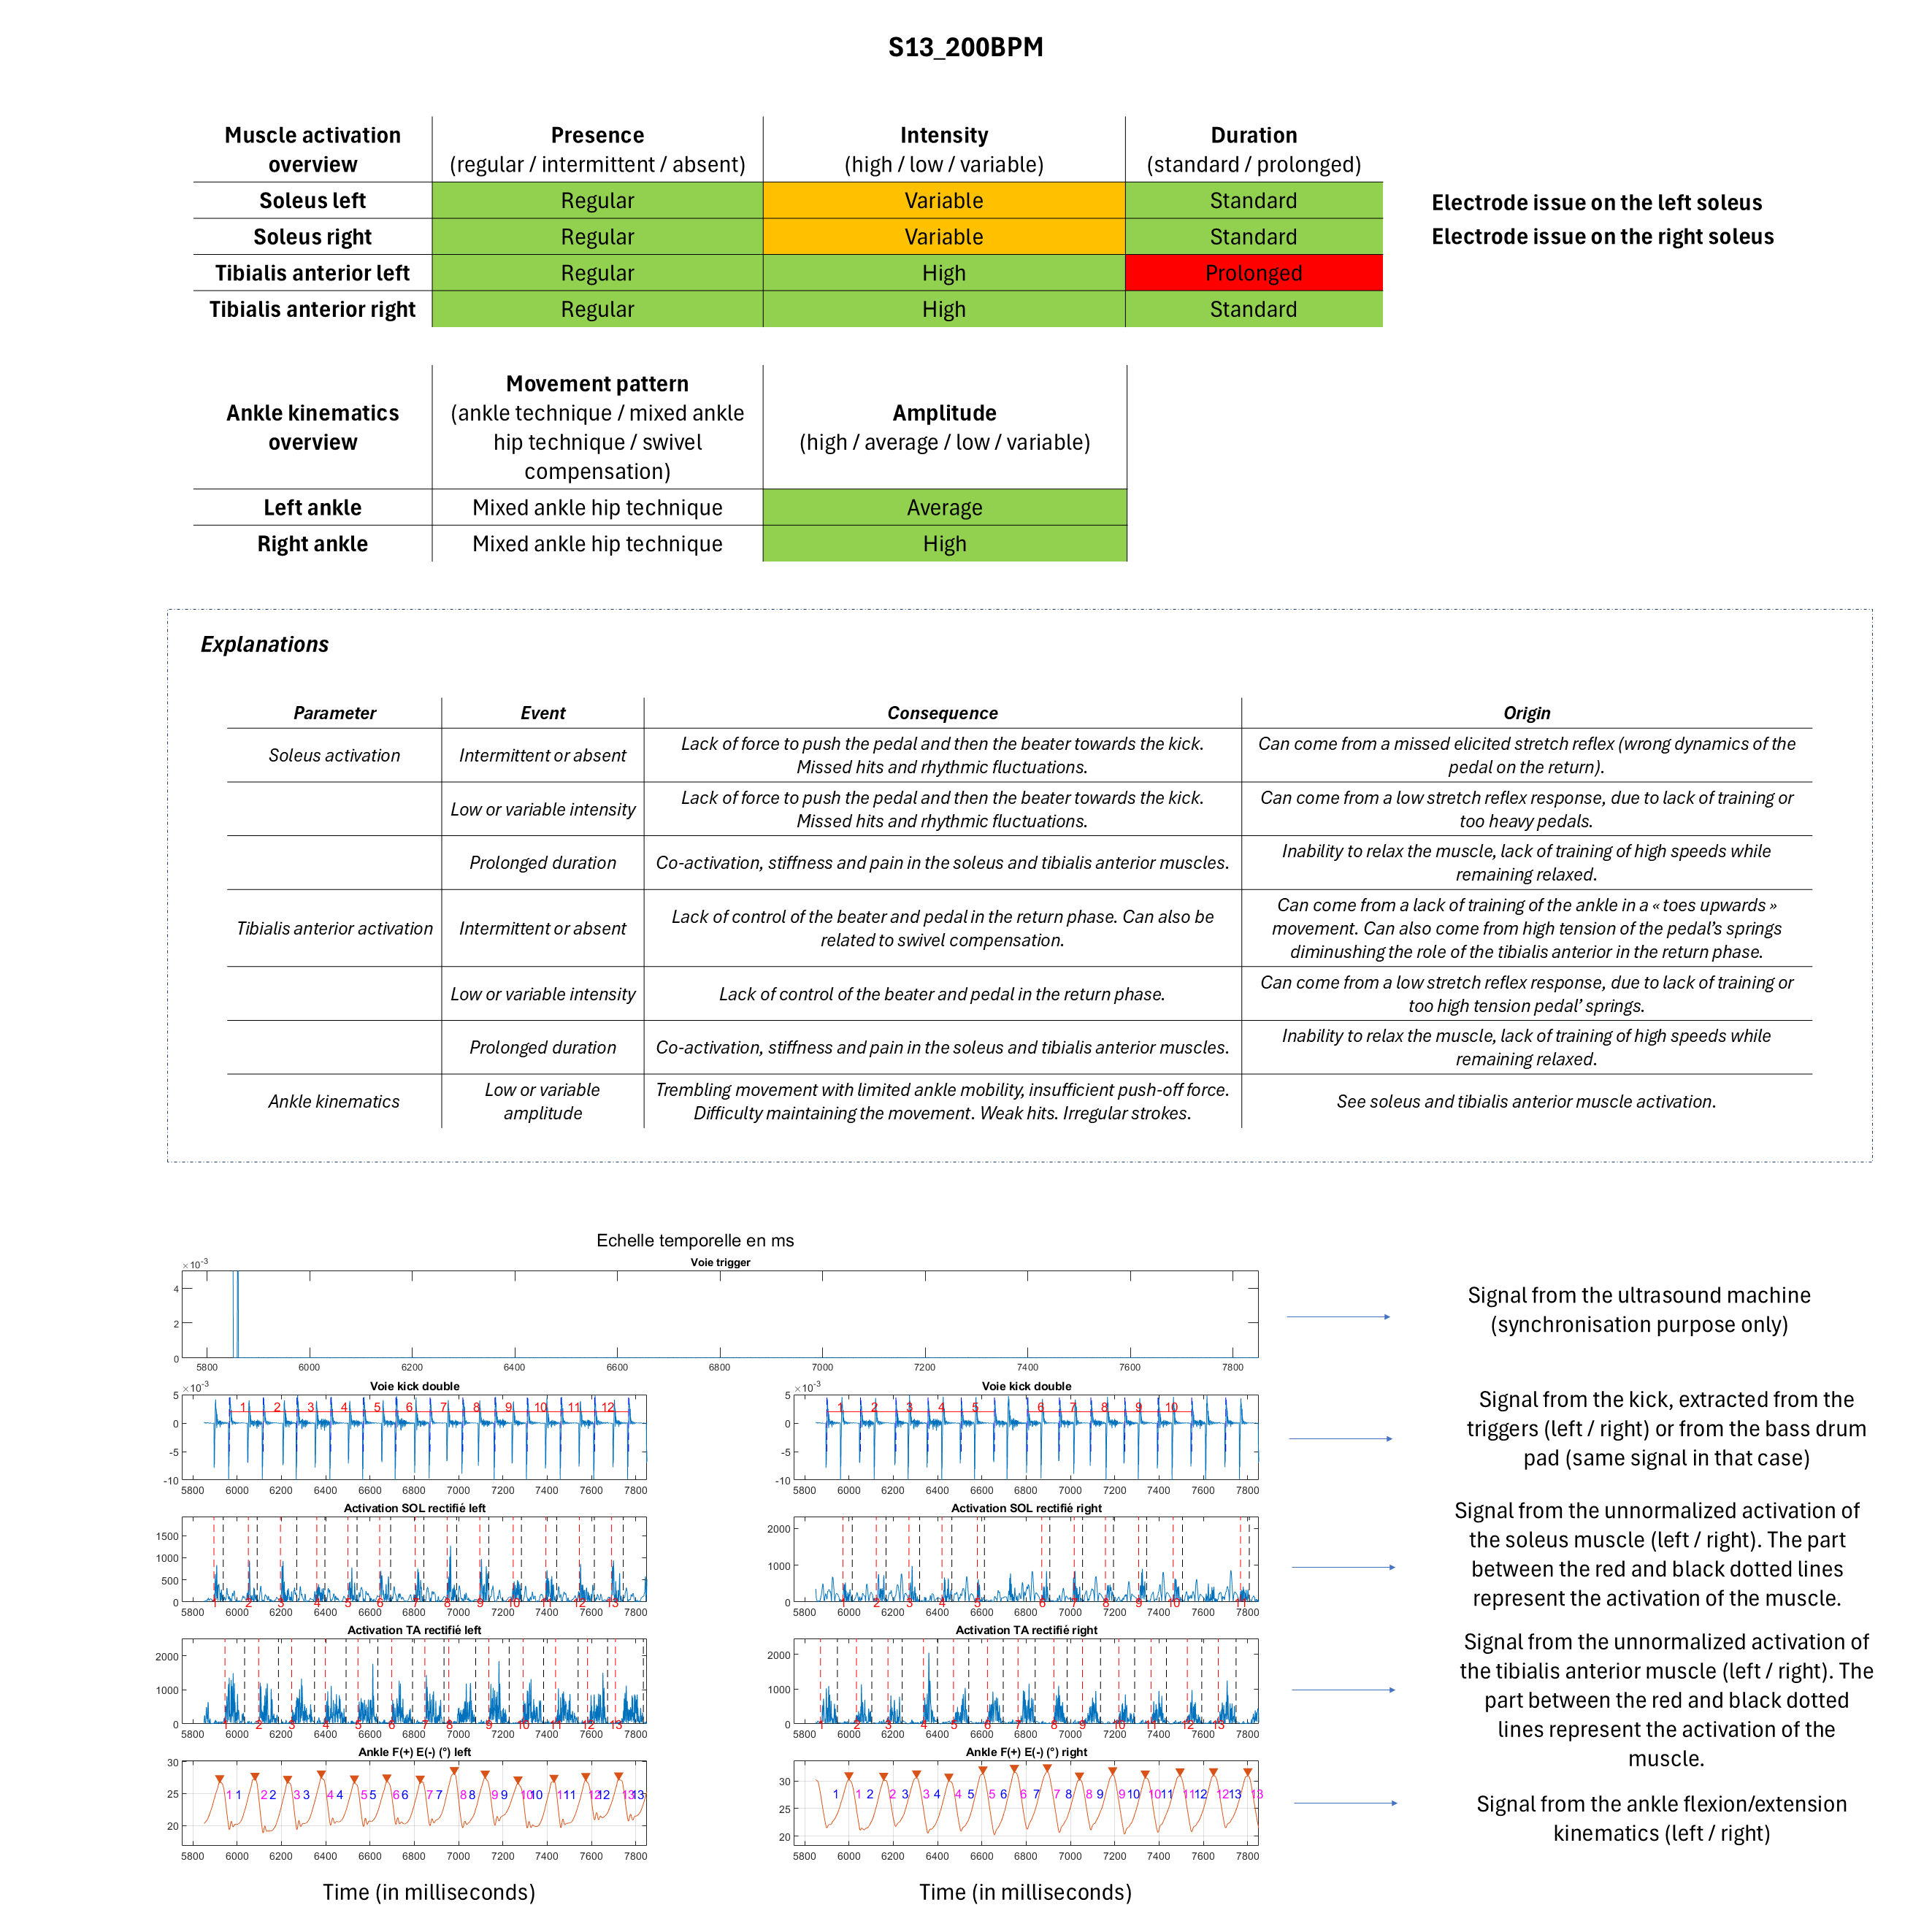 S13_200BPM
Muscle activation overview | Presence (regular / intermittent / absent) | Intensity (high / low / variable) | Duration (standard / prolonged)
Soleus left | Regular | Variable | Standard | Electrode issue on the left soleus
Soleus right | Regular | Variable | Standard | Electrode issue on the right soleus
Tibialis anterior left | Regular | High | Prolonged
Tibialis anterior right | Regular | High | Standard
Ankle kinematics overview | Movement pattern (ankle technique / mixed ankle hip technique / swivel compensation) | Amplitude (high / average / low / variable)
Left ankle | Mixed ankle hip technique | Average
Right ankle | Mixed ankle hip technique | High
Explanations
Parameter | Event | Consequence | Origin
Soleus activation | Intermittent or absent | Lack of force to push the pedal and then the beater towards the kick. Missed hits and rhythmic fluctuations. | Can come from a missed elicited stretch reflex (wrong dynamics of the pedal on the return).
Low or variable intensity | Lack of force to push the pedal and then the beater towards the kick. Missed hits and rhythmic fluctuations. | Can come from a low stretch reflex response, due to lack of training or too heavy pedals.
Prolonged duration | Co-activation, stiffness and pain in the soleus and tibialis anterior muscles. | Inability to relax the muscle, lack of training of high speeds while remaining relaxed.
Tibialis anterior activation | Intermittent or absent | Lack of control of the beater and pedal in the return phase. Can also be related to swivel compensation. | Can come from a lack of training of the ankle in a « toes upwards » movement. Can also come from high tension of the pedal's springs diminushing the role of the tibialis anterior in the return phase.
Low or variable intensity | Lack of control of the beater and pedal in the return phase. | Can come from a low stretch reflex response, due to lack of training or too high tension pedal' springs.
Prolonged duration | Co-activation, stiffness and pain in the soleus and tibialis anterior muscles. | Inability to relax the muscle, lack of training of high speeds while remaining relaxed.
Ankle kinematics | Low or variable amplitude | Trembling movement with limited ankle mobility, insufficient push-off force. Difficulty maintaining the movement. Weak hits. Irregular strokes. | See soleus and tibialis anterior muscle activation.
Echelle temporelle en ms
Voie trigger
×10-3
4
2
0
5800 6000 6200 6400 6600 6800 7000 7200 7400 7600 7800
Signal from the ultrasound machine
(synchronisation purpose only)
Voie kick double
×10-3
5
0
-5
-10
1 2 3 4 5 6 7 8 9 10 11 12
5800 6000 6200 6400 6600 6800 7000 7200 7400 7600 7800
Voie kick double
×10-3
5
0
-5
-10
1 2 3 4 5 6 7 8 9 10
5800 6000 6200 6400 6600 6800 7000 7200 7400 7600 7800
Signal from the kick, extracted from the
triggers (left / right) or from the bass drum
pad (same signal in that case)
Activation SOL rectifié left
1500
1000
500
0
1 2 3 4 5 6 7 8 9 10 11 12 13
5800 6000 6200 6400 6600 6800 7000 7200 7400 7600 7800
Activation SOL rectifié right
2000
1000
0
1 2 3 4 5 6 7 8 9 10 11
5800 6000 6200 6400 6600 6800 7000 7200 7400 7600 7800
Signal from the unnormalized activation of
the soleus muscle (left / right). The part
between the red and black dotted lines
represent the activation of the muscle.
Activation TA rectifié left
2000
1000
0
1 2 3 4 5 6 7 8 9 10 11 12 13
5800 6000 6200 6400 6600 6800 7000 7200 7400 7600 7800
Activation TA rectifié right
2000
1000
0
1 2 3 4 5 6 7 8 9 10 11 12 13
5800 6000 6200 6400 6600 6800 7000 7200 7400 7600 7800
Signal from the unnormalized activation of
the tibialis anterior muscle (left / right). The
part between the red and black dotted
lines represent the activation of the
muscle.
Ankle F(+) E(-) (°) left
30
25
20
1 1 2 2 3 3 4 4 5 5 6 6 7 7 8 8 9 9 10 10 11 11 12 12 13 13
5800 6000 6200 6400 6600 6800 7000 7200 7400 7600 7800
Ankle F(+) E(-) (°) right
30
25
20
1 1 2 2 3 3 4 4 5 5 6 6 7 7 8 8 9 9 10 10 11 11 12 12 13 13
5800 6000 6200 6400 6600 6800 7000 7200 7400 7600 7800
Signal from the ankle flexion/extension
kinematics (left / right)
Time (in milliseconds)
Time (in milliseconds)